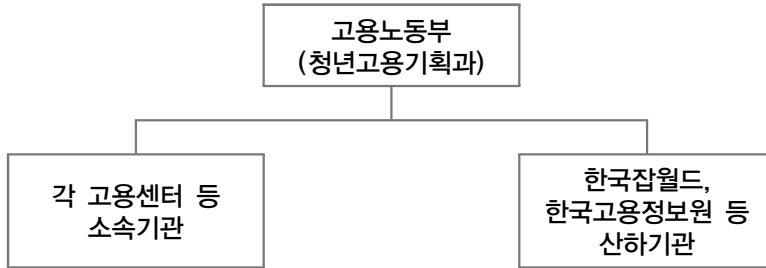 고용노동부
(청년고용기획과)
각 고용센터 등
소속기관
한국잡월드,
한국고용정보원 등
산하기관